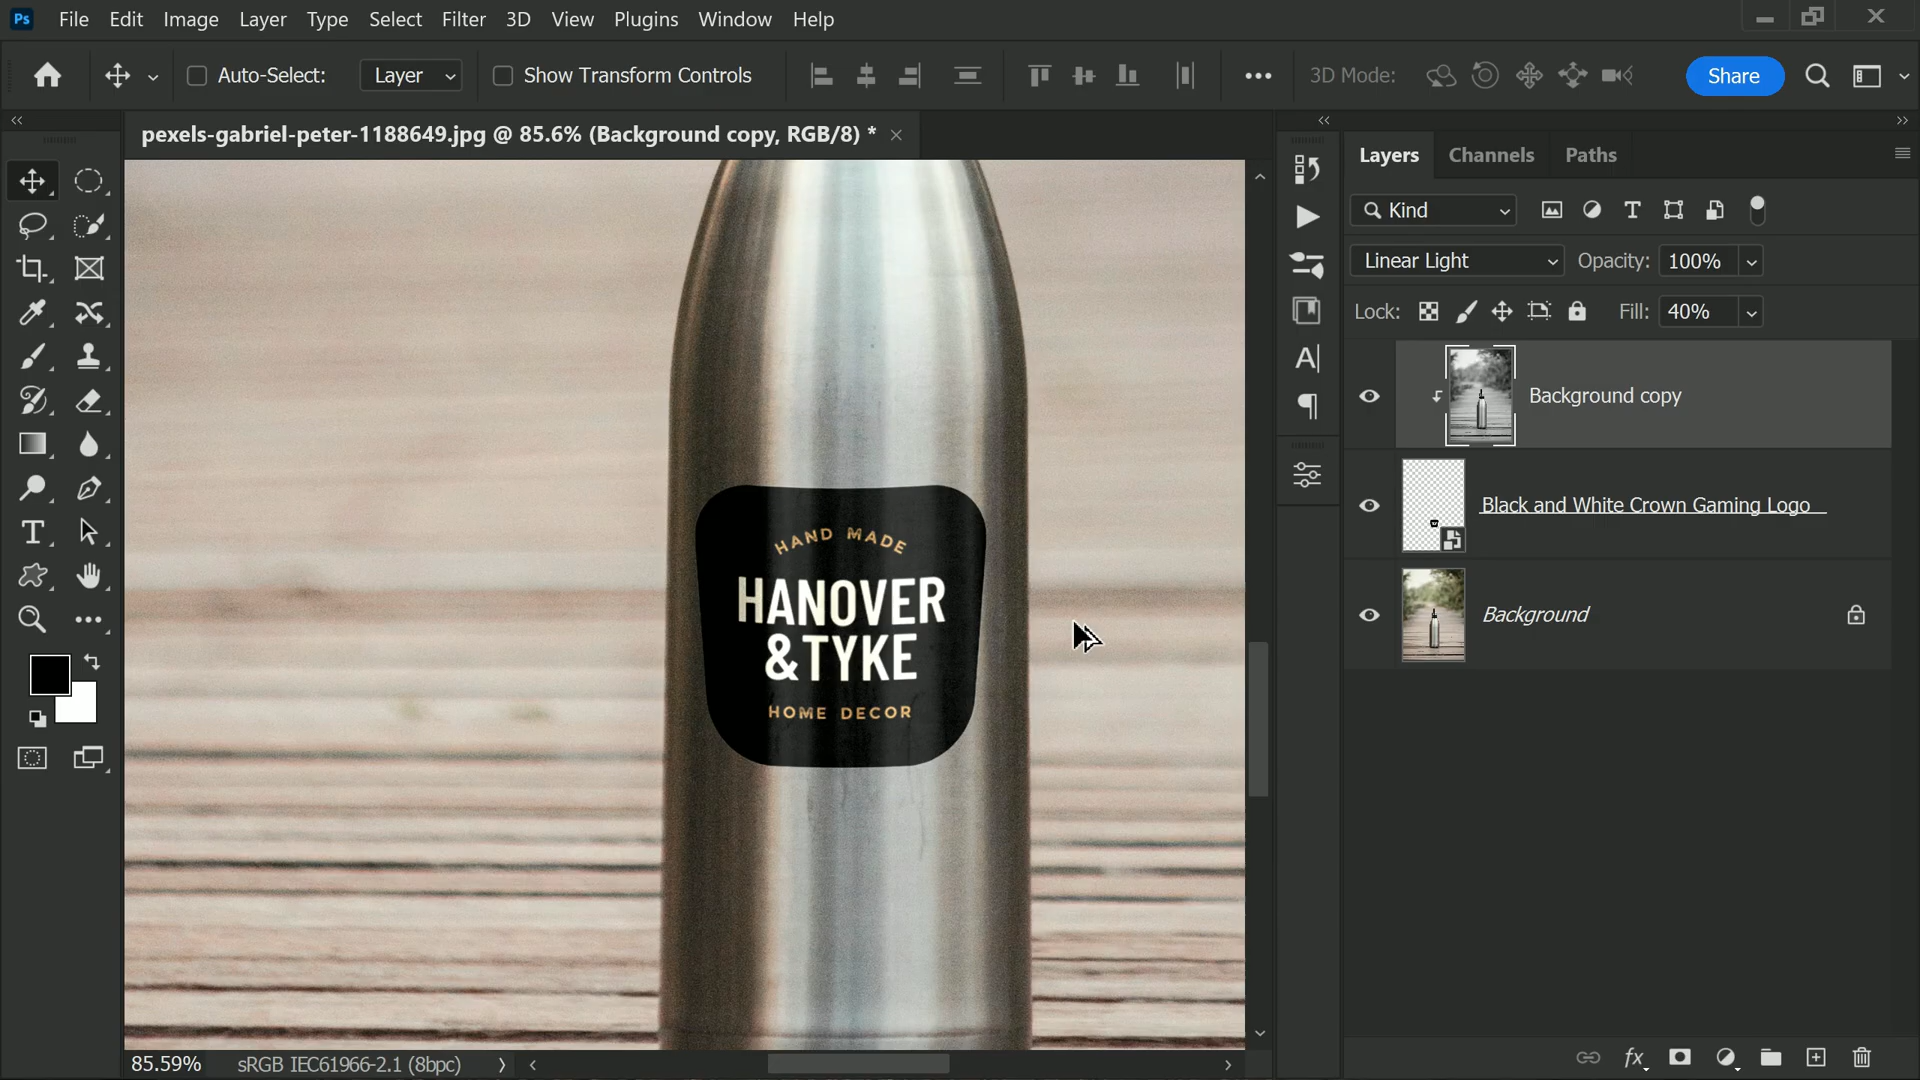 Ps File Edit Image Layer Type Select Filter 3D View Plugins Window Help
Auto-Select: Layer Show Transform Controls 3D Mode: Share
pexels-gabriel-peter-1188649.jpg @ 85.6% (Background copy, RGB/8) *
Layers Channels Paths
Kind
Linear Light Opacity: 100%
Lock: Fill: 40%
Background copy
Black and White Crown Gaming Logo
Background
HAND MADE
HANOVER
&TYKE
HOME DECOR
85.59% sRGB IEC61966-2.1 (8bpc)